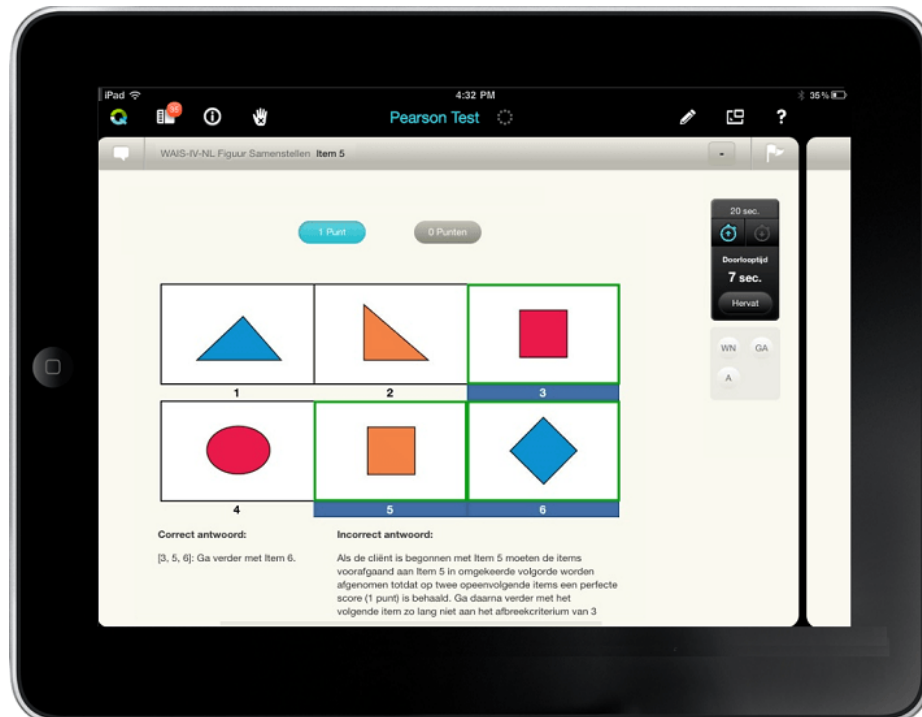 iPad
4:32 PM
35%
Pearson Test
?
WAIS-IV-NL Figuur Samenstellen Item 5
-
1 Punt
0 Punten
20 sec.
Doorlooptijd
7 sec.
Hervat
WN GA
A
1 2 3
4 5 6
Correct antwoord:
[3, 5, 6]: Ga verder met Item 6.
Incorrect antwoord:
Als de cliënt is begonnen met Item 5 moeten de items
voorafgaand aan Item 5 in omgekeerde volgorde worden
afgenomen totdat op twee opeenvolgende items een perfecte
score (1 punt) is behaald. Ga daarna verder met het
volgende item zo lang niet aan het afbreekcriterium van 3